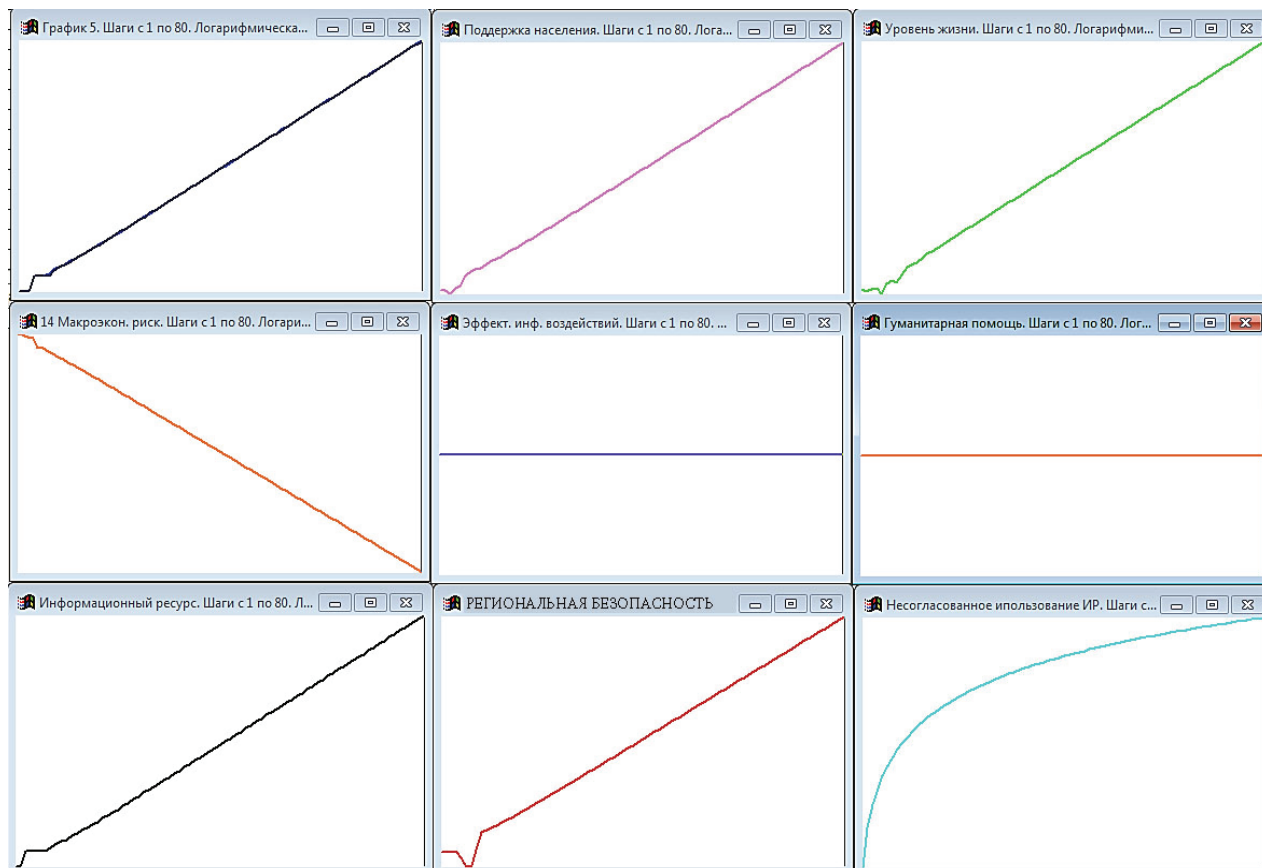 График 5. Шаги с 1 по 80. Логарифмическа...
Поддержка населения. Шаги с 1 по 80. Лога...
Уровень жизни. Шаги с 1 по 80. Логарифми...
14 Макроэкон. риск. Шаги с 1 по 80. Логари...
Эффект. инф. воздействий. Шаги с 1 по 80. ...
Гуманитарная помощь. Шаги с 1 по 80. Лог...
Информационный ресурс. Шаги с 1 по 80. Л...
РЕГИОНАЛЬНАЯ БЕЗОПАСНОСТЬ
Несогласованное ипользование ИР. Шаги с...